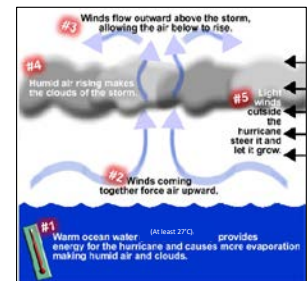 #3 Winds flow outward above the storm,
allowing the air below to rise.
#4
Humid air rising makes
the clouds of the storm.
#5 Light
winds
outside
the
hurricane
steer it and
let it grow.
#2 Winds coming
together force air upward.
#1
Warm ocean water (At least 27°C) provides
energy for the hurricane and causes more evaporation
making humid air and clouds.